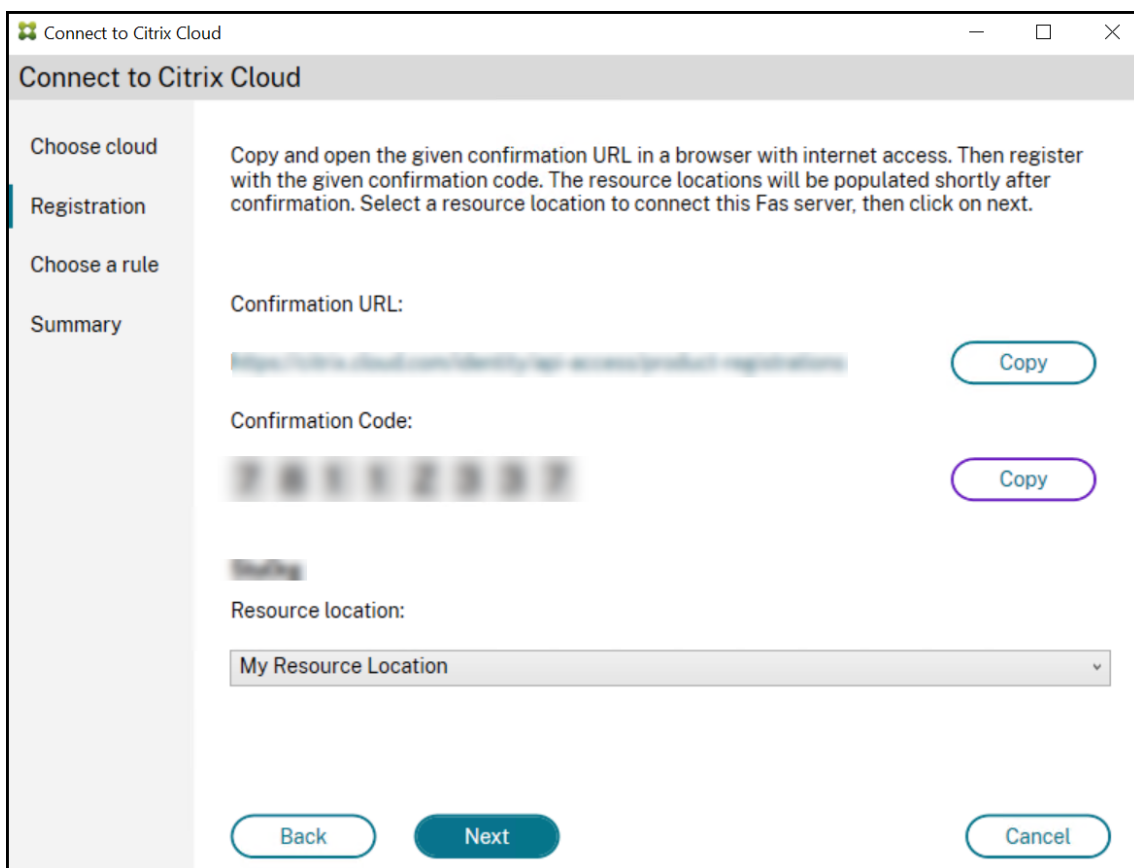 Connect to Citrix Cloud
Connect to Citrix Cloud
Choose cloud
Registration
Choose a rule
Summary
Copy and open the given confirmation URL in a browser with internet access. Then register
with the given confirmation code. The resource locations will be populated shortly after
confirmation. Select a resource location to connect this Fas server, then click on next.
Confirmation URL:
Copy
Confirmation Code:
Copy
Resource location:
My Resource Location
Back
Next
Cancel